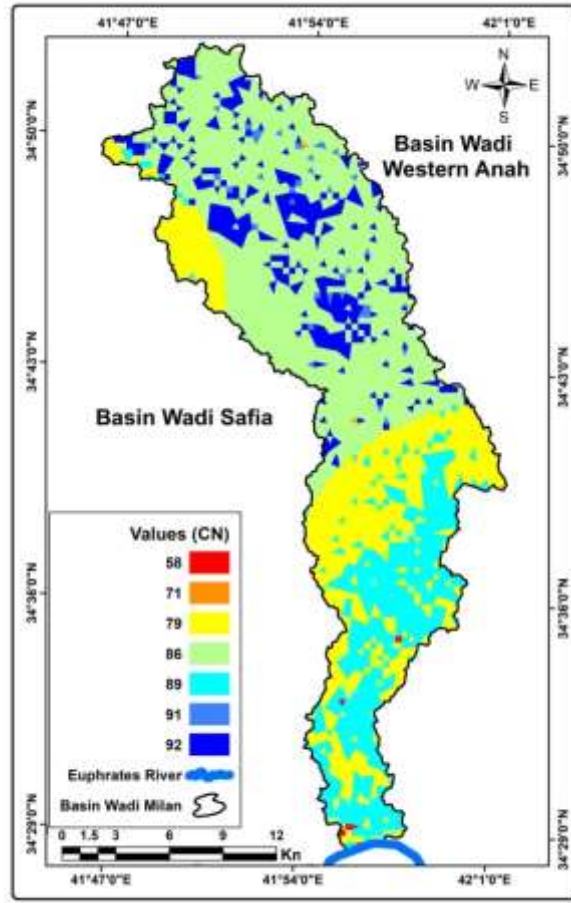 41°47'0"E 41°54'0"E 42°1'0"E
N
W E
S
34°50'0"N
34°50'0"N
Basin Wadi
Western Anah
34°43'0"N
34°43'0"N
Basin Wadi Safia
Values (CN)
58
71
79
86
89
91
92
Euphrates River
Basin Wadi Milan
34°36'0"N
34°36'0"N
34°29'0"N
34°29'0"N
0 1.5 3 6 9 12
Kn
41°47'0"E 41°54'0"E 42°1'0"E